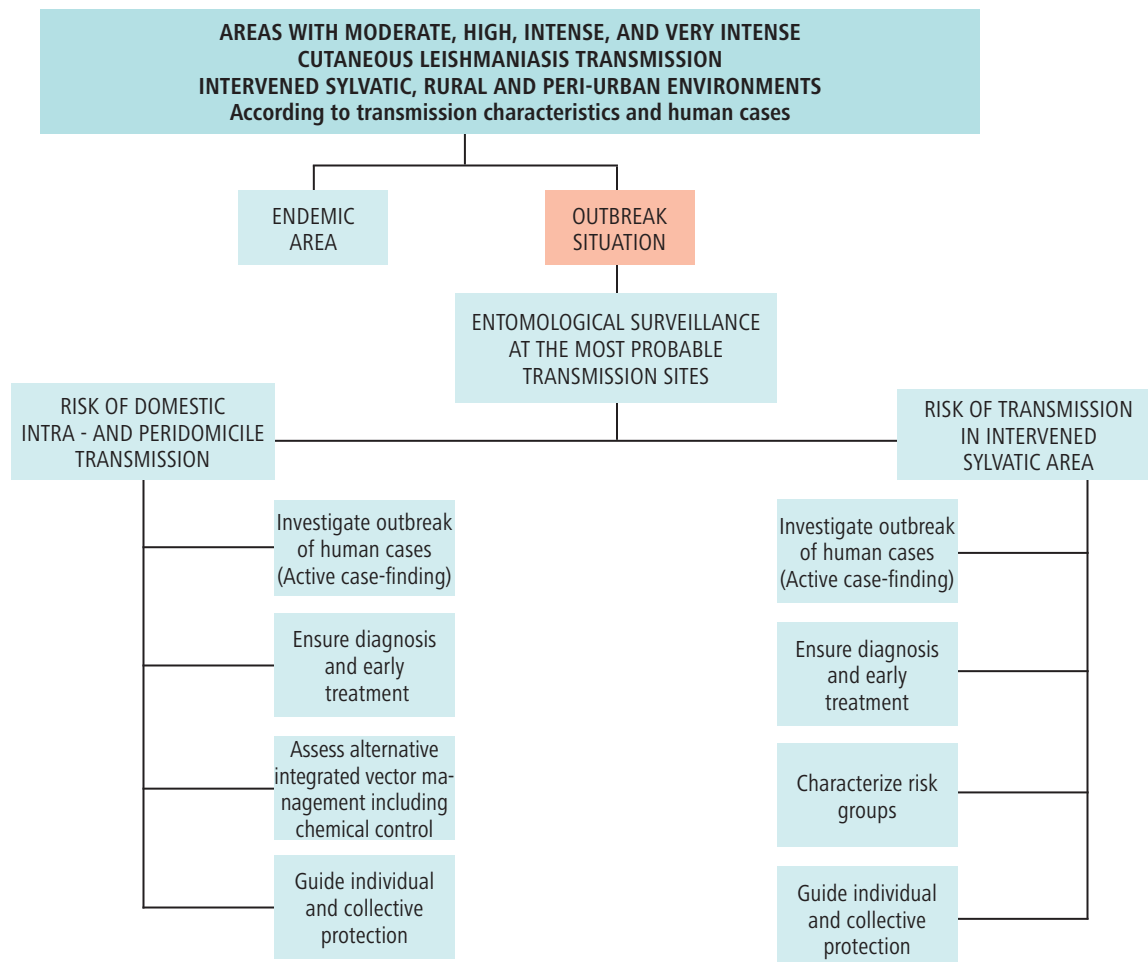 AREAS WITH MODERATE, HIGH, INTENSE, AND VERY INTENSE
CUTANEOUS LEISHMANIASIS TRANSMISSION
INTERVENED SYLVATIC, RURAL AND PERI-URBAN ENVIRONMENTS
According to transmission characteristics and human cases
ENDEMIC
AREA
OUTBREAK
SITUATION
ENTOMOLOGICAL SURVEILLANCE
AT THE MOST PROBABLE
TRANSMISSION SITES
RISK OF DOMESTIC
INTRA - AND PERIDOMICILE
TRANSMISSION
Investigate outbreak
of human cases
(Active case-finding)
Ensure diagnosis
and early
treatment
Assess alternative
integrated vector ma-
nagement including
chemical control
Guide individual
and collective
protection
RISK OF TRANSMISSION
IN INTERVENED
SYLVATIC AREA
Investigate outbreak
of human cases
(Active case-finding)
Ensure diagnosis
and early
treatment
Characterize risk
groups
Guide individual
and collective
protection